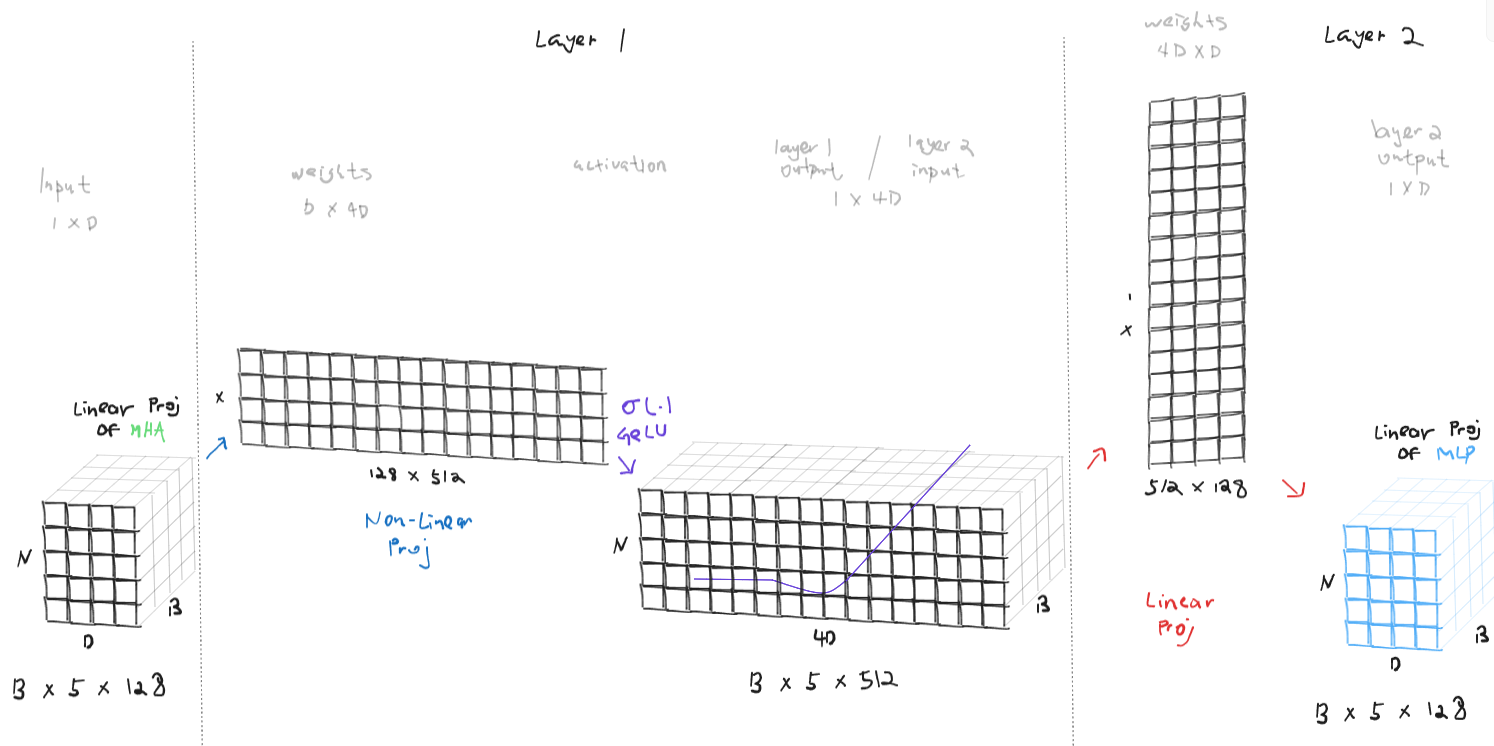 Layer 1
weights
4D x D
Layer 2
Input
1 x D
weights
D x 4D
activation
layer 1
output
/
layer 2
input
1 x 4D
layer 2
output
1 x D
Linear Proj
OF MHA
x
128 x 512
Non-Linear
Proj
σ(.)
GeLU
N
D
B
B x 5 x 128
N
4D
B
B x 5 x 512
x
512 x 128
Linear
Proj
Linear Proj
OF MLP
N
D
B
B x 5 x 128